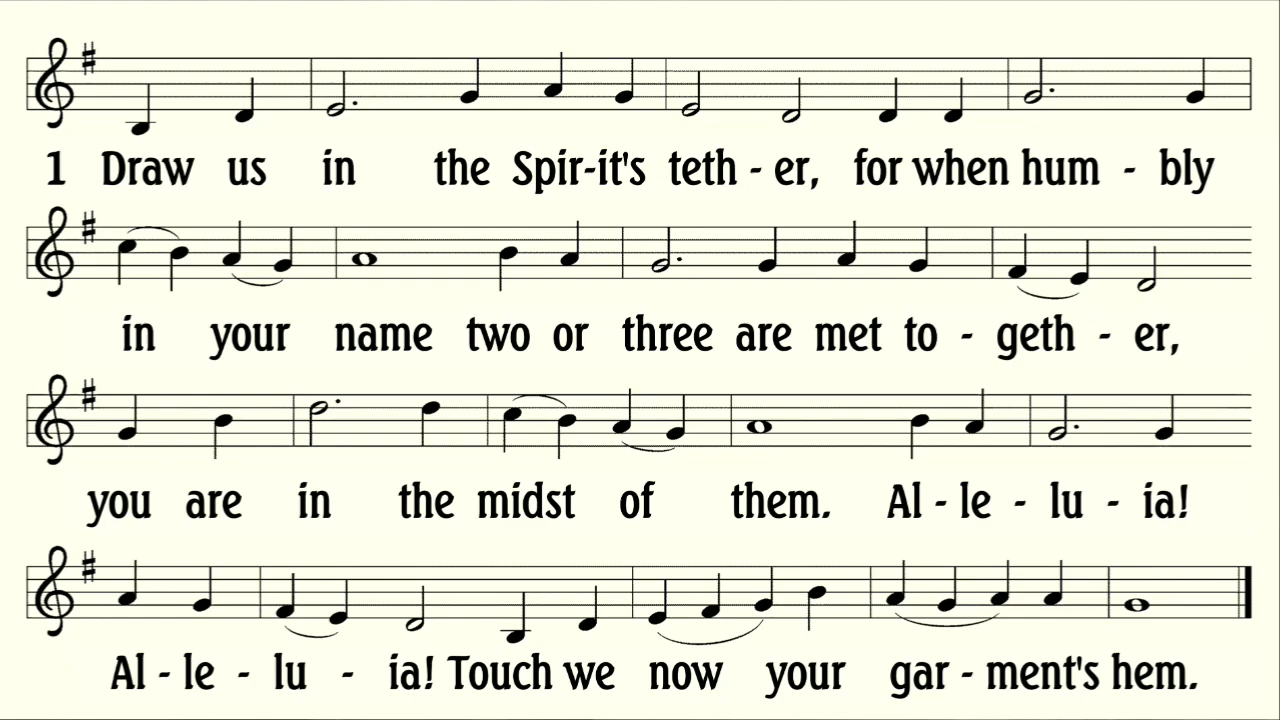 1 Draw us in the Spir-it's teth - er, for when hum - bly
in your name two or three are met to - geth - er,
you are in the midst of them. Al - le - lu - ia!
Al - le - lu - ia! Touch we now your gar - ment's hem.